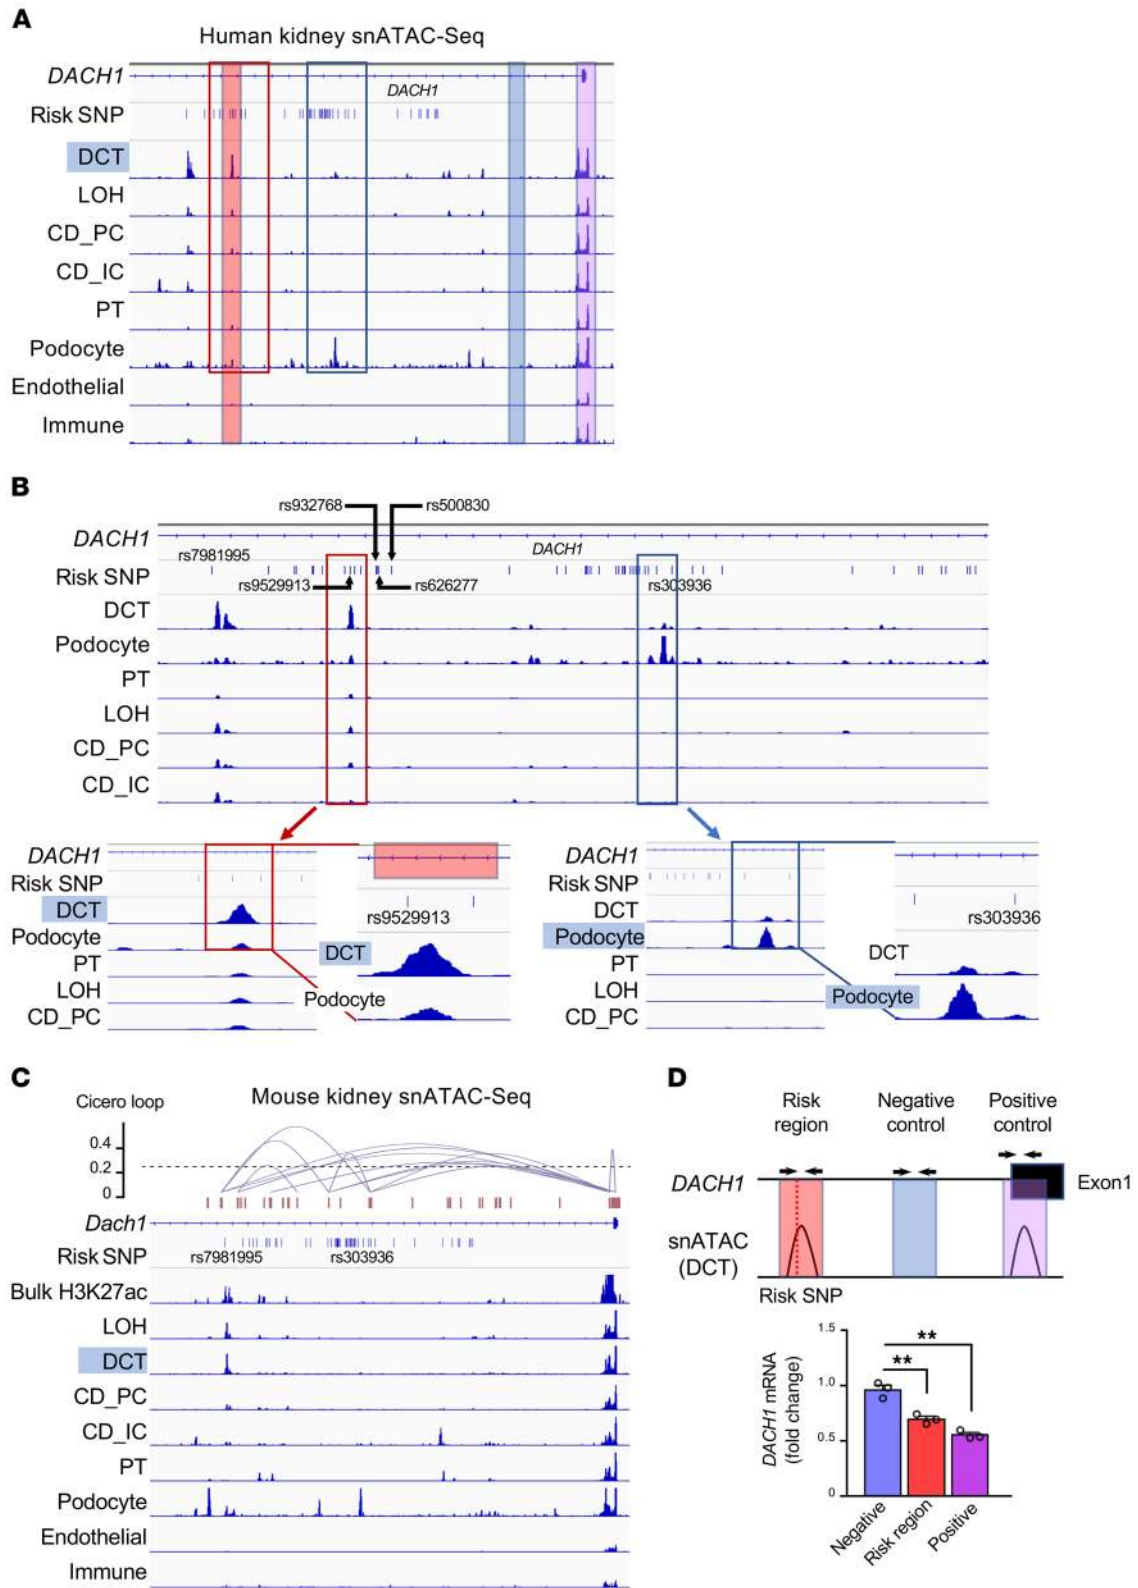 A
Human kidney snATAC-Seq
DACH1
DACH1
Risk SNP
DCT
LOH
CD_PC
CD_IC
PT
Podocyte
Endothelial
Immune
B
rs932768
rs500830
DACH1
rs7981995
DACH1
Risk SNP
rs9529913
rs626277
rs303936
DCT
Podocyte
PT
LOH
CD_PC
CD_IC
DACH1
Risk SNP
DCT
Podocyte
PT
LOH
CD_PC
rs9529913
DCT
Podocyte
DACH1
Risk SNP
DCT
Podocyte
PT
LOH
CD_PC
rs303936
DCT
Podocyte
C
Mouse kidney snATAC-Seq
Cicero loop
0.4
0.2
0
Dach1
Risk SNP
rs7981995
rs303936
Bulk H3K27ac
LOH
DCT
CD_PC
CD_IC
PT
Podocyte
Endothelial
Immune
D
Risk
region
Negative
control
Positive
control
DACH1
Exon1
snATAC
(DCT)
Risk SNP
1.5
1.0
0.5
0
DACH1 mRNA
(fold change)
**
**
Negative
Risk region
Positive